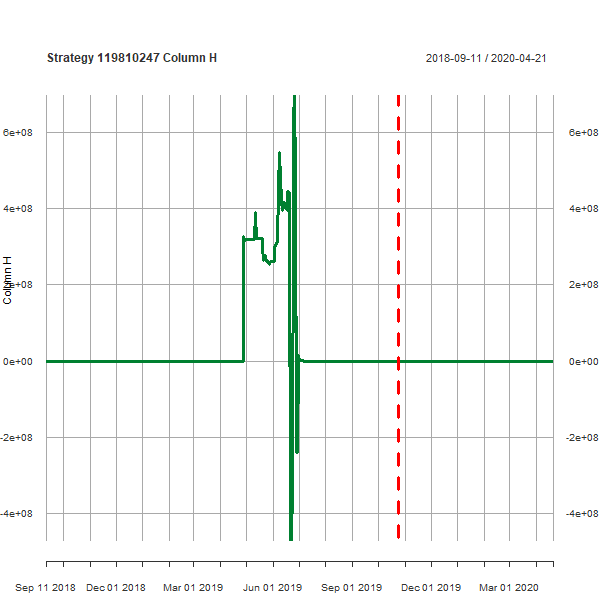 Strategy 119810247 Column H
2018-09-11 / 2020-04-21
6e+08
6e+08
4e+08
4e+08
Column H
2e+08
2e+08
0e+00
0e+00
-2e+08
-2e+08
-4e+08
-4e+08
Sep 11 2018
Dec 01 2018
Mar 01 2019
Jun 01 2019
Sep 01 2019
Dec 01 2019
Mar 01 2020